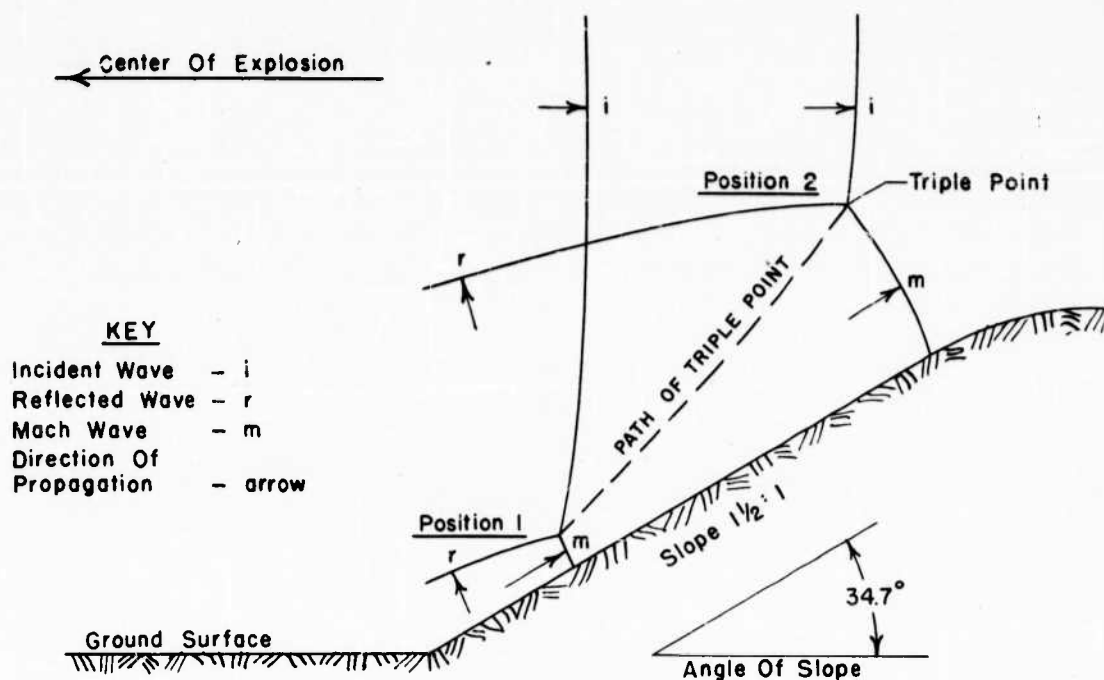 Center Of Explosion
i
i
Position 2
Triple Point
r
m
PATH OF TRIPLE POINT
KEY
Incident Wave – i
Reflected Wave – r
Mach Wave – m
Direction Of
Propagation – arrow
Position 1
r
m
Slope 1½:1
34.7°
Ground Surface
Angle Of Slope